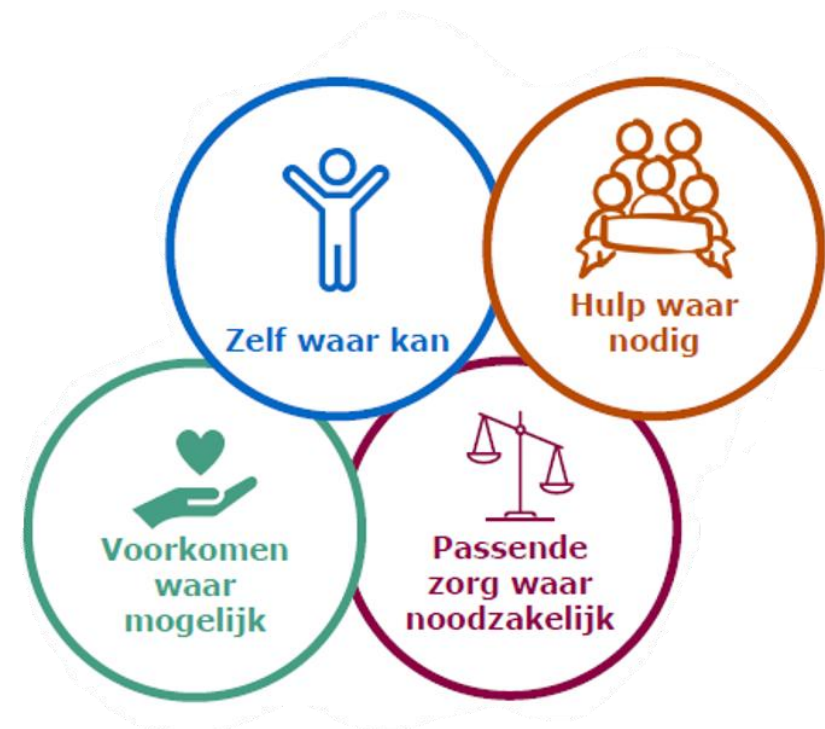 Zelf waar kan
Hulp waar
nodig
Voorkomen
waar
mogelijk
Passende
zorg waar
noodzakelijk